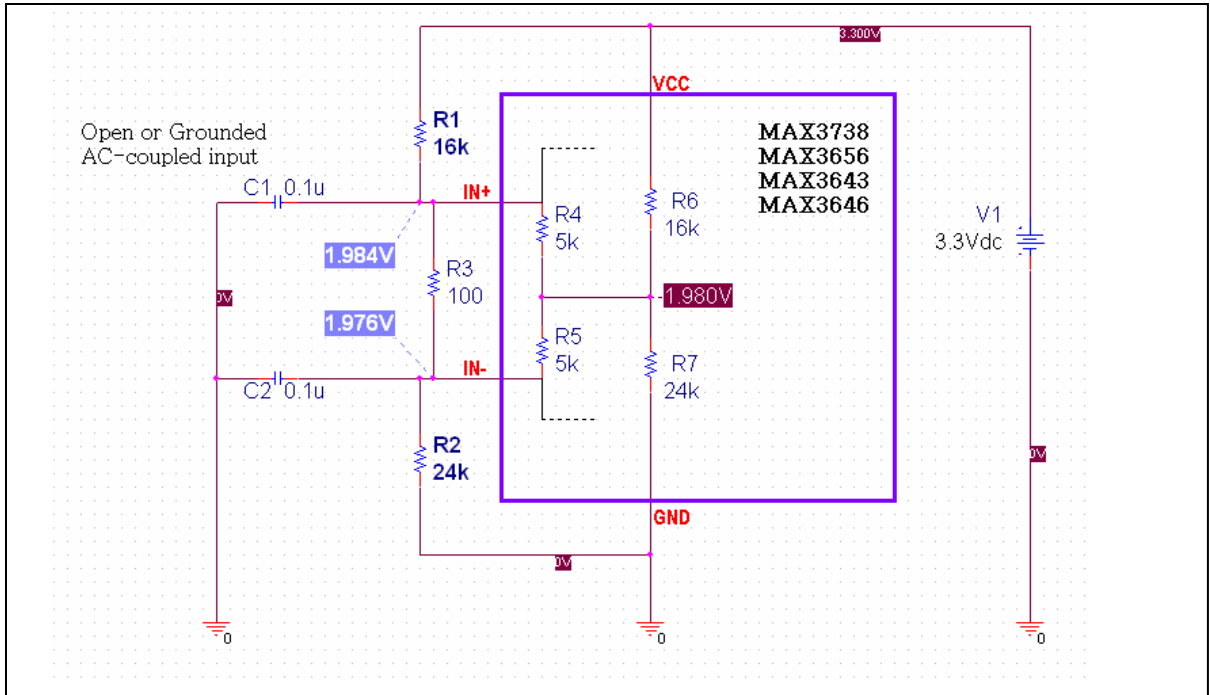 3.300V
VCC
R1
16k
Open or Grounded
AC-coupled input
MAX3738
MAX3656
MAX3643
MAX3646
C1 0.1u
IN+
R4
5k
R6
16k
V1
3.3Vdc
1.984V
R3
100
0V
1.980V
1.976V
R5
5k
R7
24k
IN-
C2 0.1u
R2
24k
0V
GND
0V
0
0
0